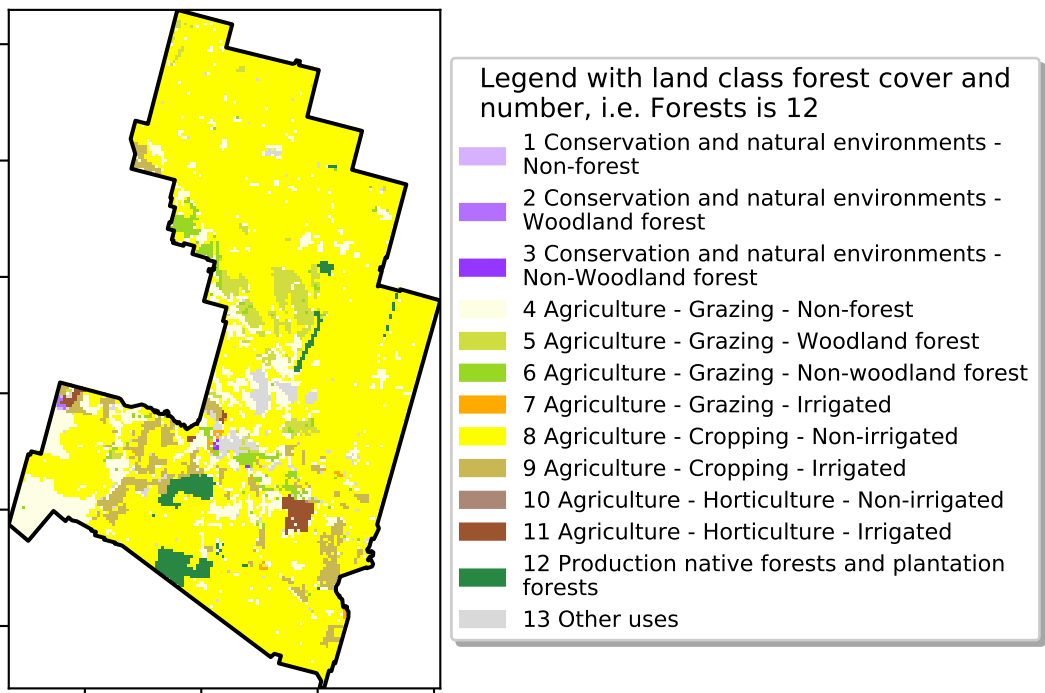 Legend with land class forest cover and
number, i.e. Forests is 12
1 Conservation and natural environments -
Non-forest
2 Conservation and natural environments -
Woodland forest
3 Conservation and natural environments -
Non-Woodland forest
4 Agriculture - Grazing - Non-forest
5 Agriculture - Grazing - Woodland forest
6 Agriculture - Grazing - Non-woodland forest
7 Agriculture - Grazing - Irrigated
8 Agriculture - Cropping - Non-irrigated
9 Agriculture - Cropping - Irrigated
10 Agriculture - Horticulture - Non-irrigated
11 Agriculture - Horticulture - Irrigated
12 Production native forests and plantation
forests
13 Other uses